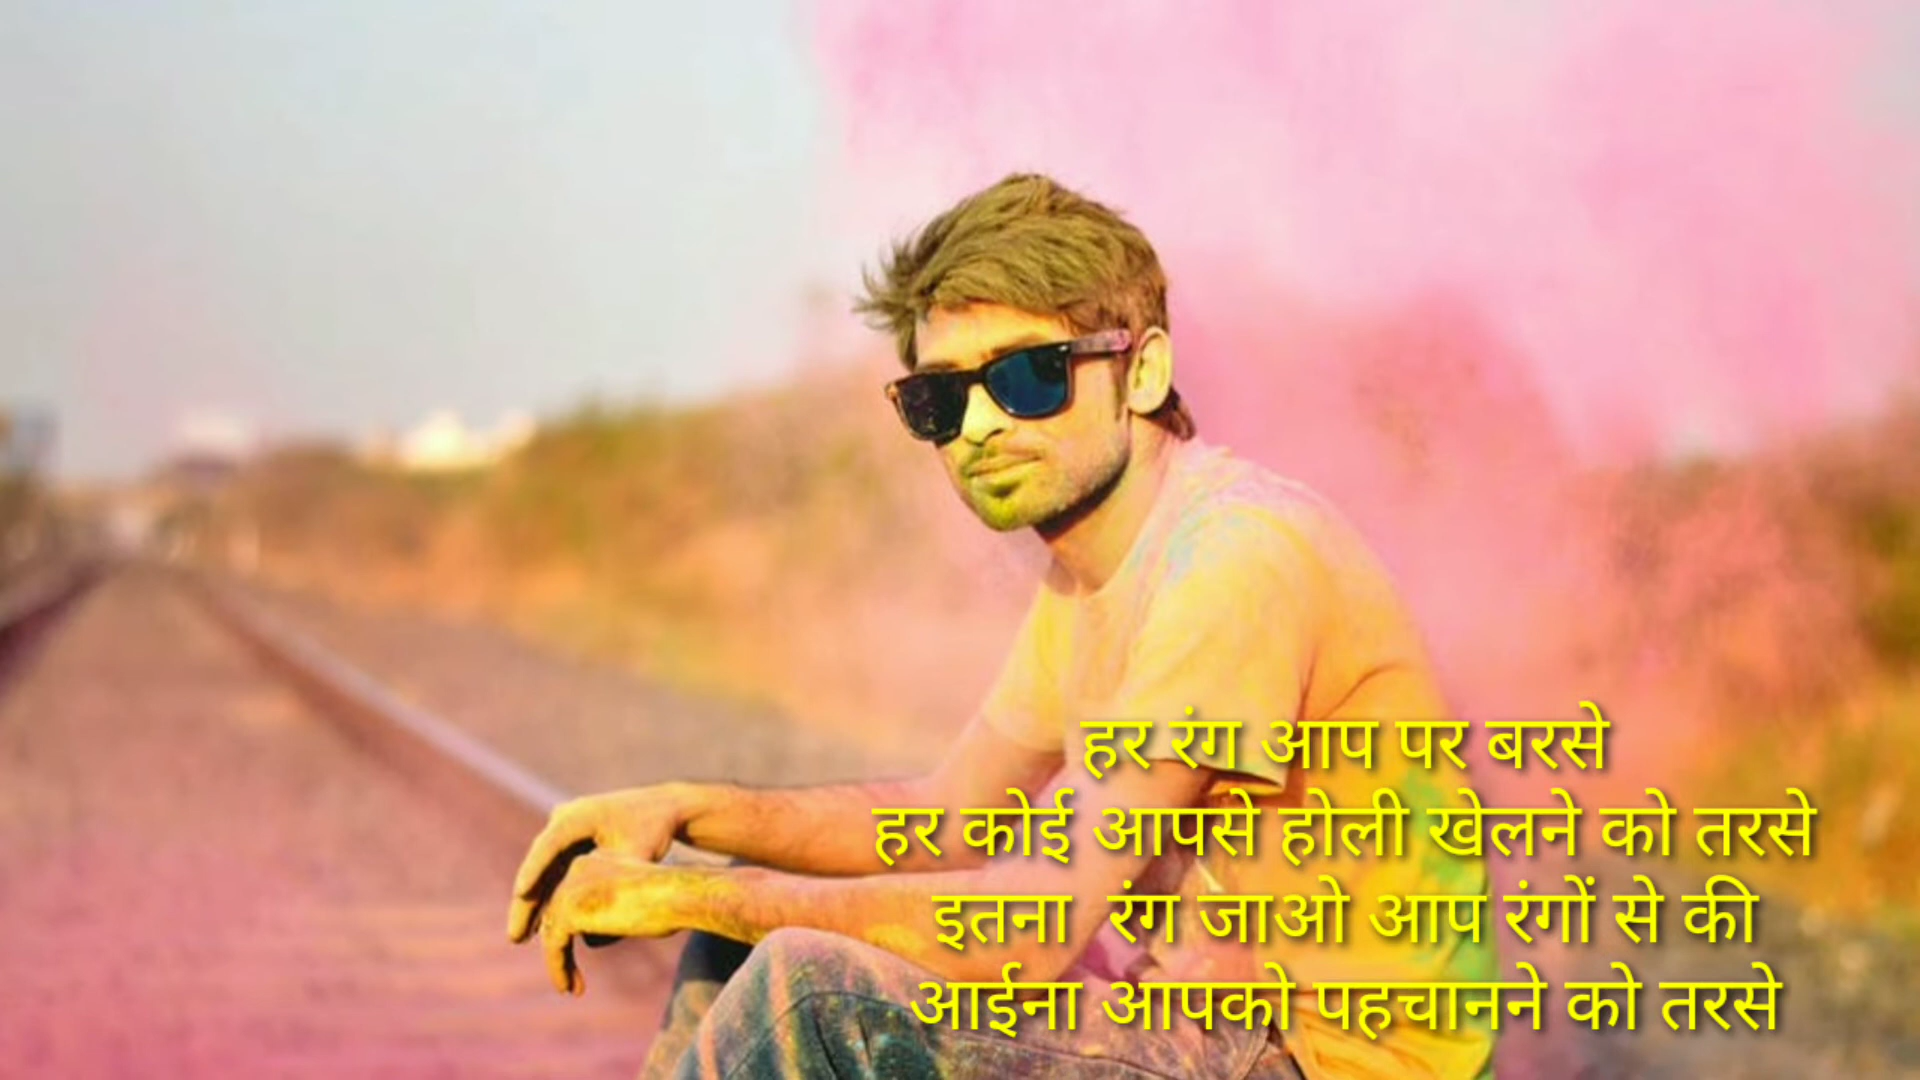 हर रंग आप पर बरसे
हर कोई आपसे होली खेलने को तरसे
इतना  रंग जाओ आप रंगों से की
आईना आपको पहचानने को तरसे